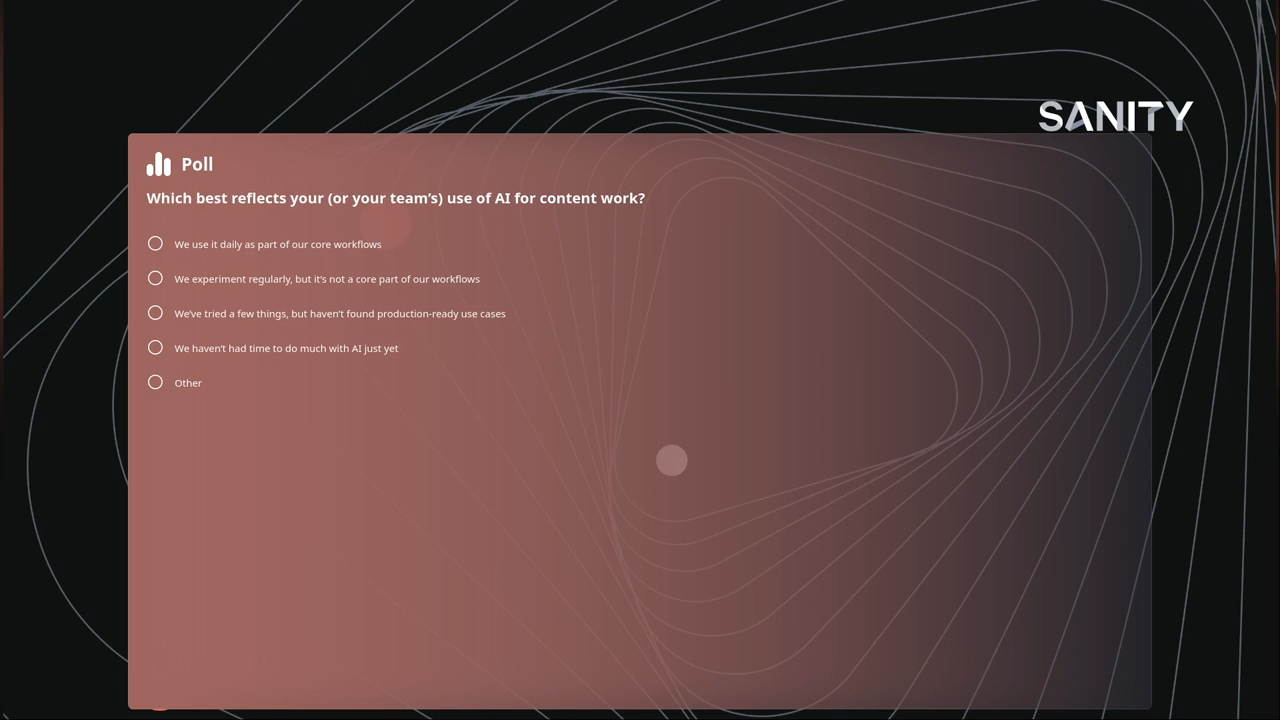 SANITY
Poll
Which best reflects your (or your team’s) use of AI for content work?
We use it daily as part of our core workflows
We experiment regularly, but it’s not a core part of our workflows
We’ve tried a few things, but haven’t found production-ready use cases
We haven’t had time to do much with AI just yet
Other